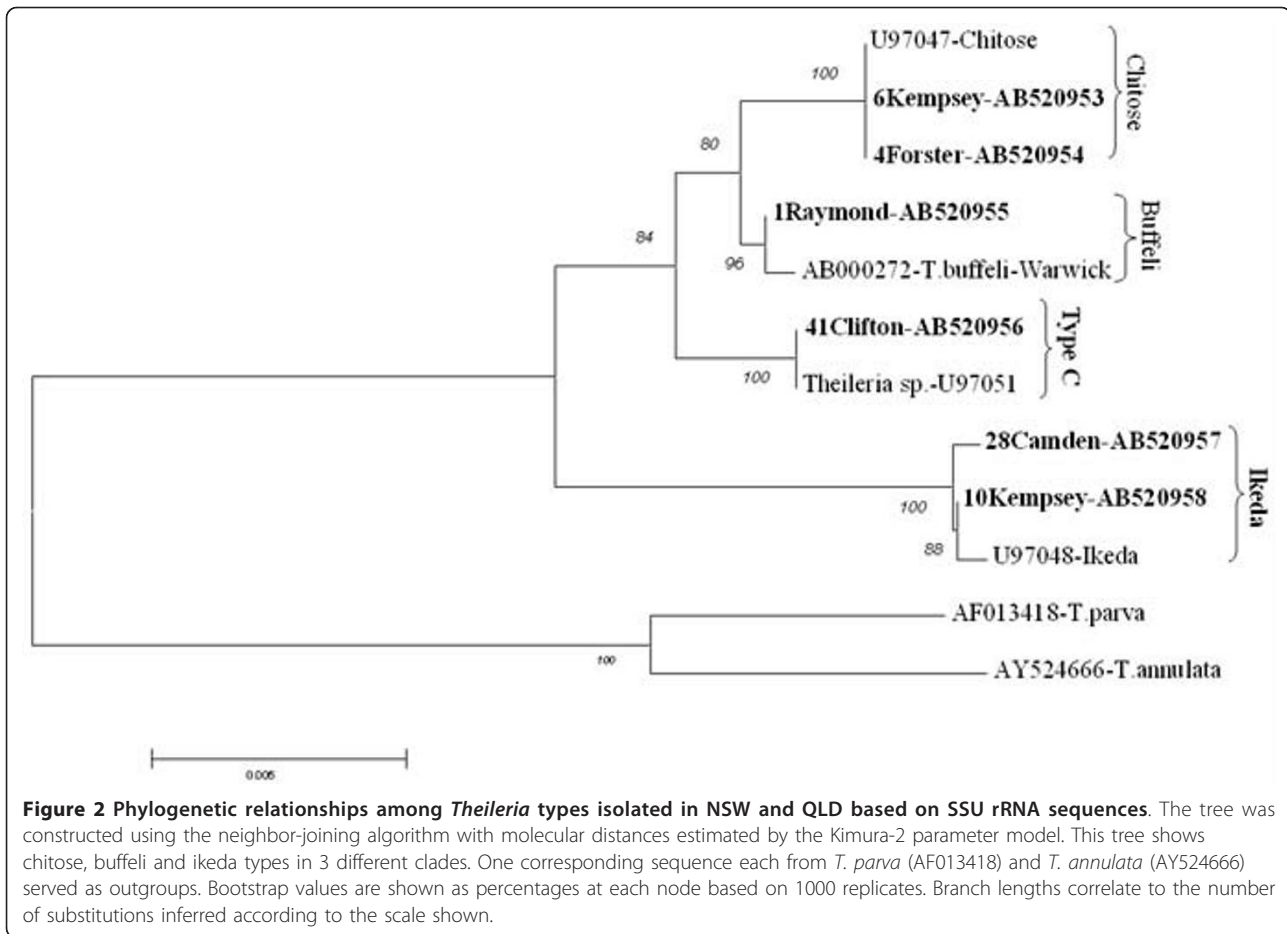 U97047-Chitose
100
6Kempsey-AB520953
Chitose
4Forster-AB520954
80
1Raymond-AB520955
Buffeli
84
96
AB000272-T.buffeli-Warwick
41Clifton-AB520956
Type C
100
Theileria sp.-U97051
28Camden-AB520957
10Kempsey-AB520958
Ikeda
100
88
U97048-Ikeda
AF013418-T.parva
100
AY524666-T.annulata
0.005
Figure 2 Phylogenetic relationships among Theileria types isolated in NSW and QLD based on SSU rRNA sequences. The tree was
constructed using the neighbor-joining algorithm with molecular distances estimated by the Kimura-2 parameter model. This tree shows
chitose, buffeli and ikeda types in 3 different clades. One corresponding sequence each from T. parva (AF013418) and T. annulata (AY524666)
served as outgroups. Bootstrap values are shown as percentages at each node based on 1000 replicates. Branch lengths correlate to the number
of substitutions inferred according to the scale shown.